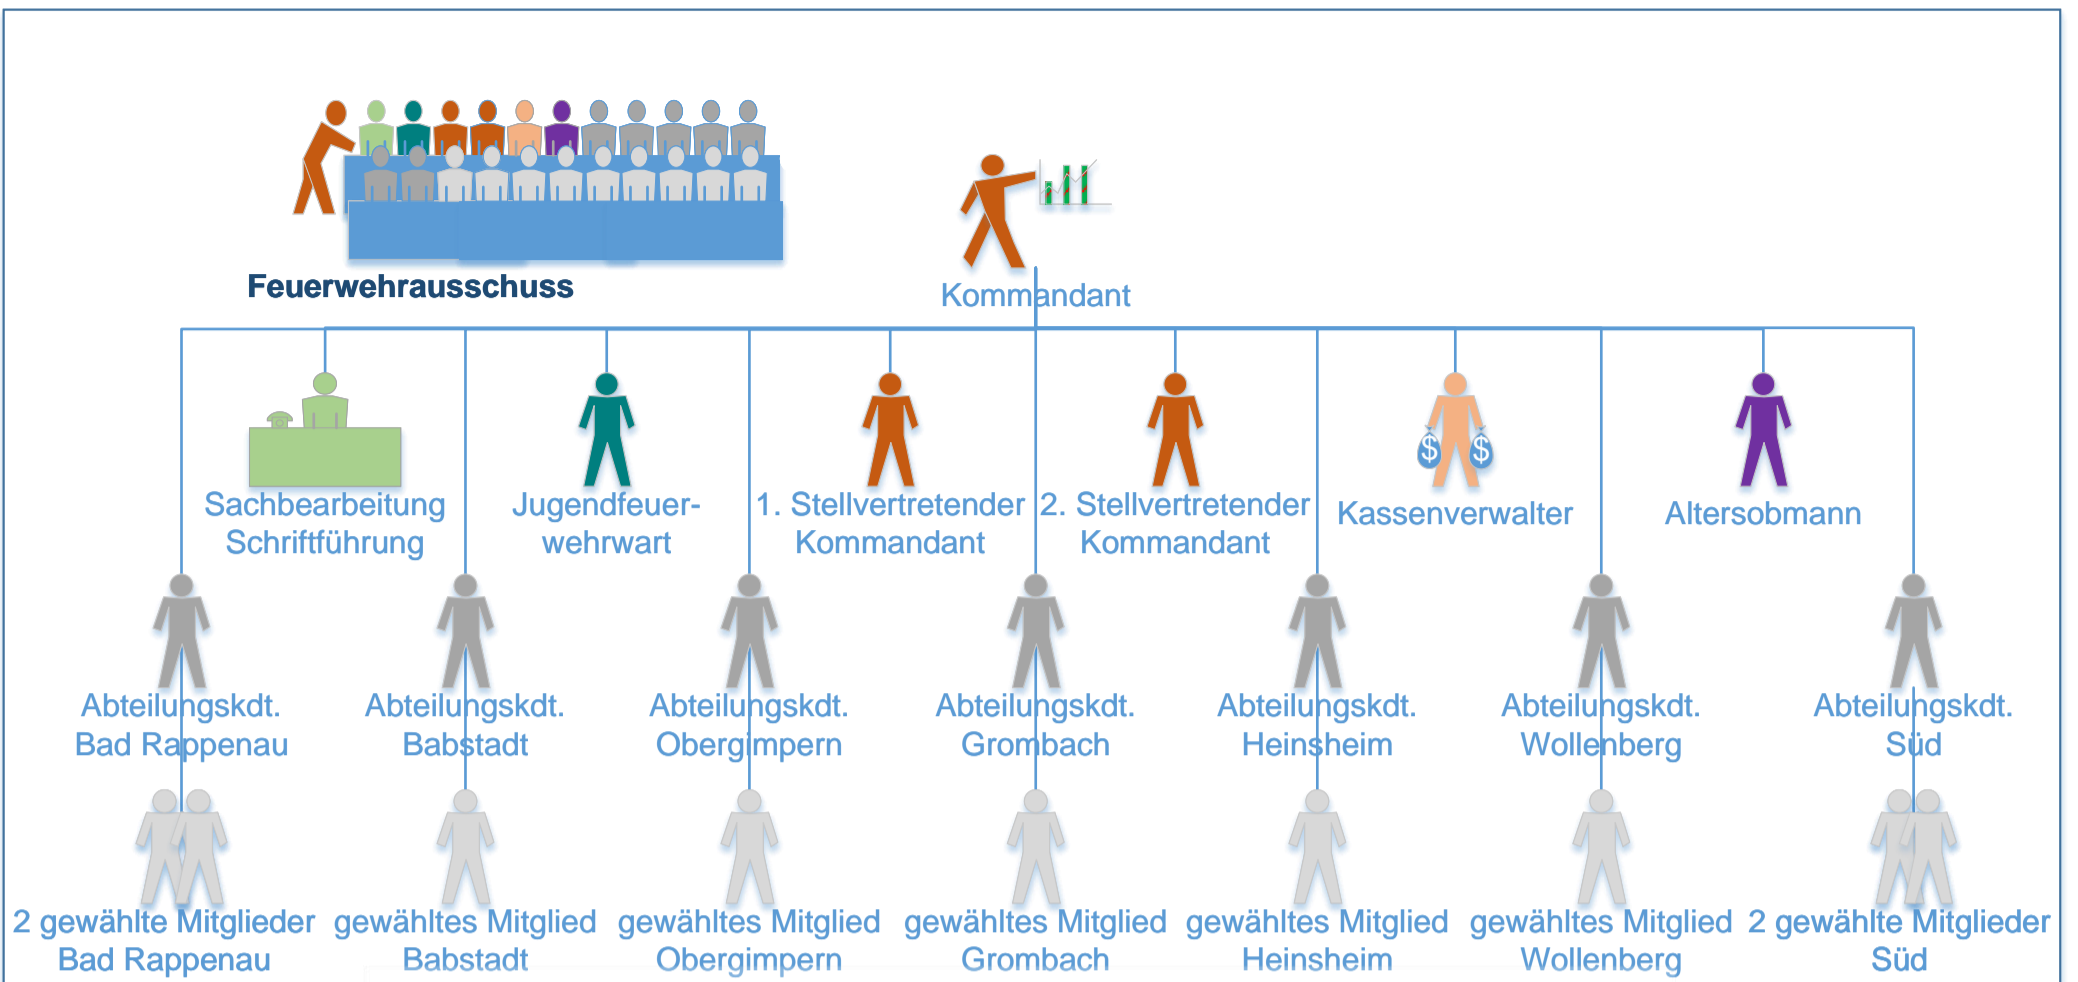 Feuerwehrausschuss
Kommandant
Sachbearbeitung
Schriftführung
Jugendfeuer-
wehrwart
1. Stellvertretender
Kommandant
2. Stellvertretender
Kommandant
$ $
Kassenverwalter
Altersobmann
Abteilungskdt.
Bad Rappenau
Abteilungskdt.
Babstadt
Abteilungskdt.
Obergimpern
Abteilungskdt.
Grombach
Abteilungskdt.
Heinsheim
Abteilungskdt.
Wollenberg
Abteilungskdt.
Süd
2 gewählte Mitglieder
Bad Rappenau
gewähltes Mitglied
Babstadt
gewähltes Mitglied
Obergimpern
gewähltes Mitglied
Grombach
gewähltes Mitglied
Heinsheim
gewähltes Mitglied
Wollenberg
2 gewählte Mitglieder
Süd